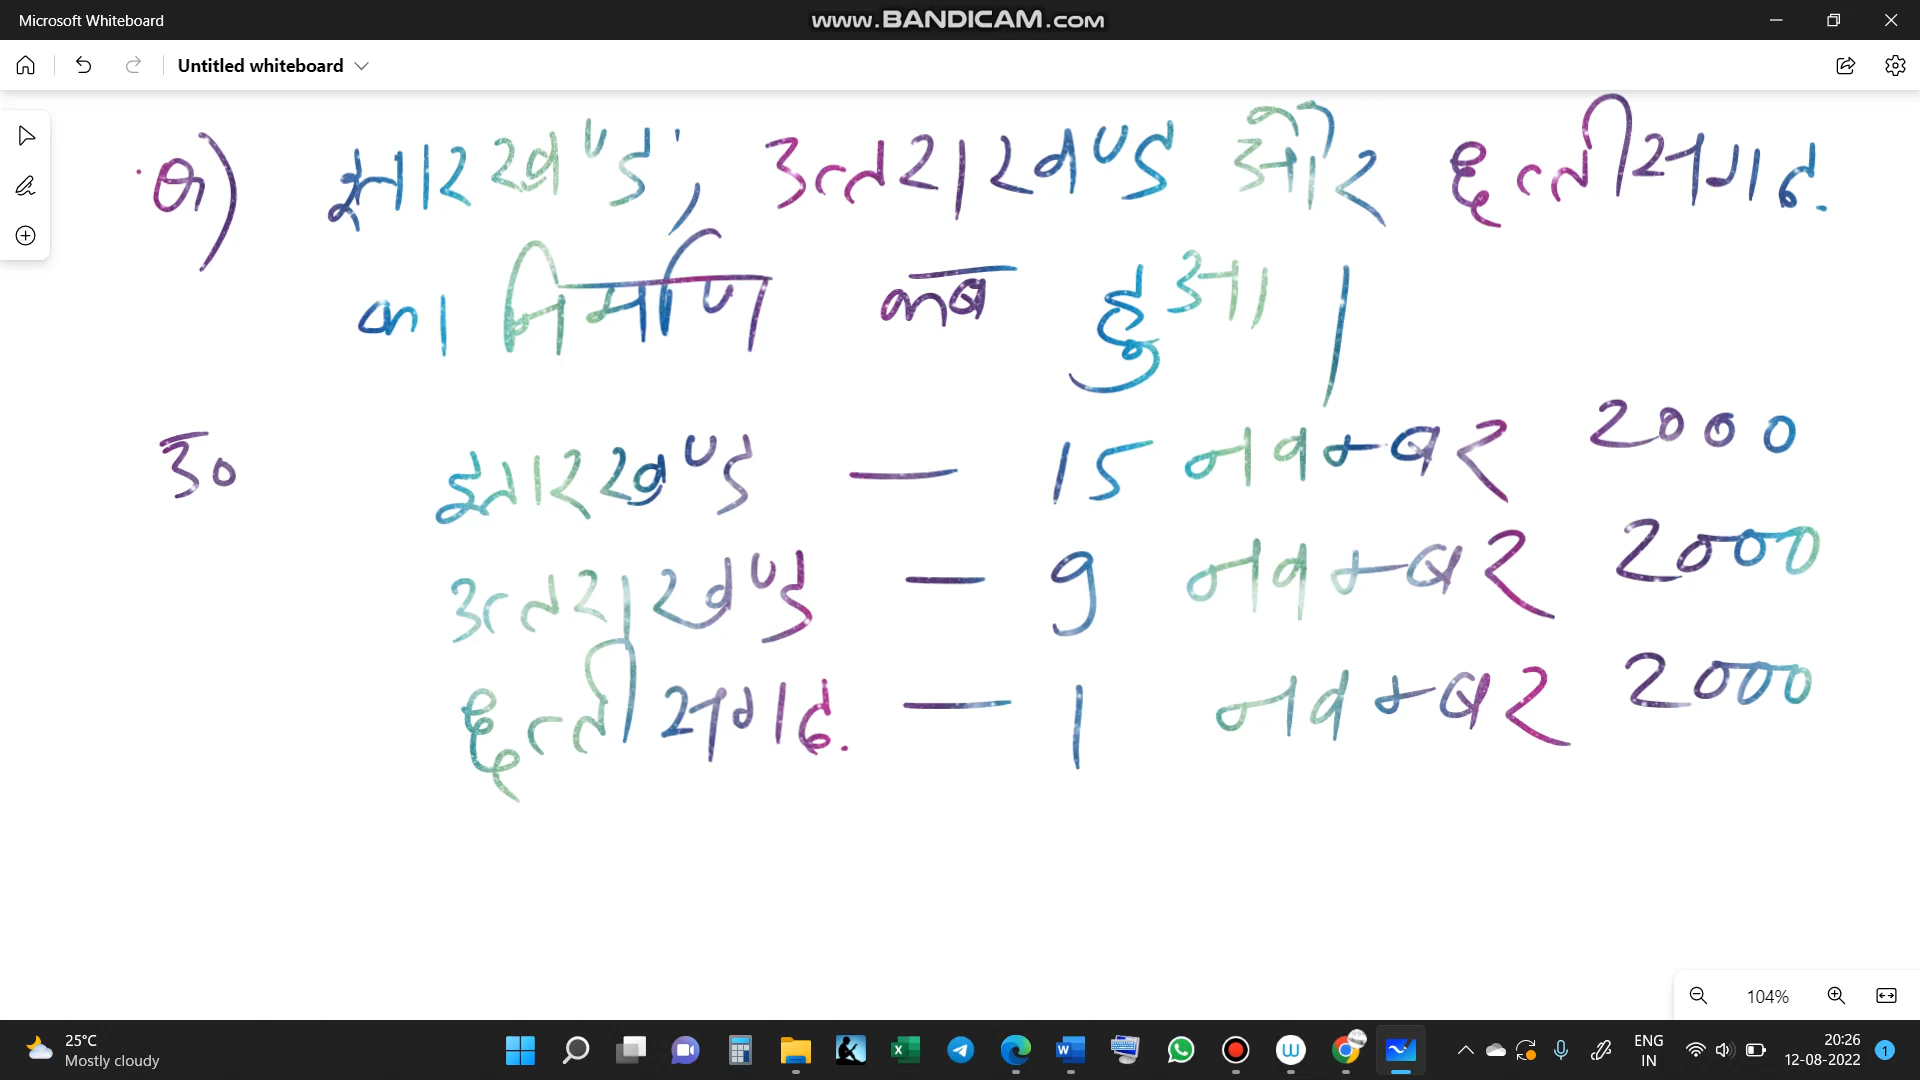 Microsoft Whiteboard
www.BANDICAM.com
Untitled whiteboard
क) झारखण्ड, उत्तराखण्ड और छत्तीसगढ़
का निर्माण कब हुआ।
उ० झारखण्ड — 15 नवम्बर 2000
उत्तराखण्ड — 9 नवम्बर 2000
छत्तीसगढ़ — 1 नवम्बर 2000
104%
25°C
Mostly cloudy
ENG
IN
20:26
12-08-2022
1